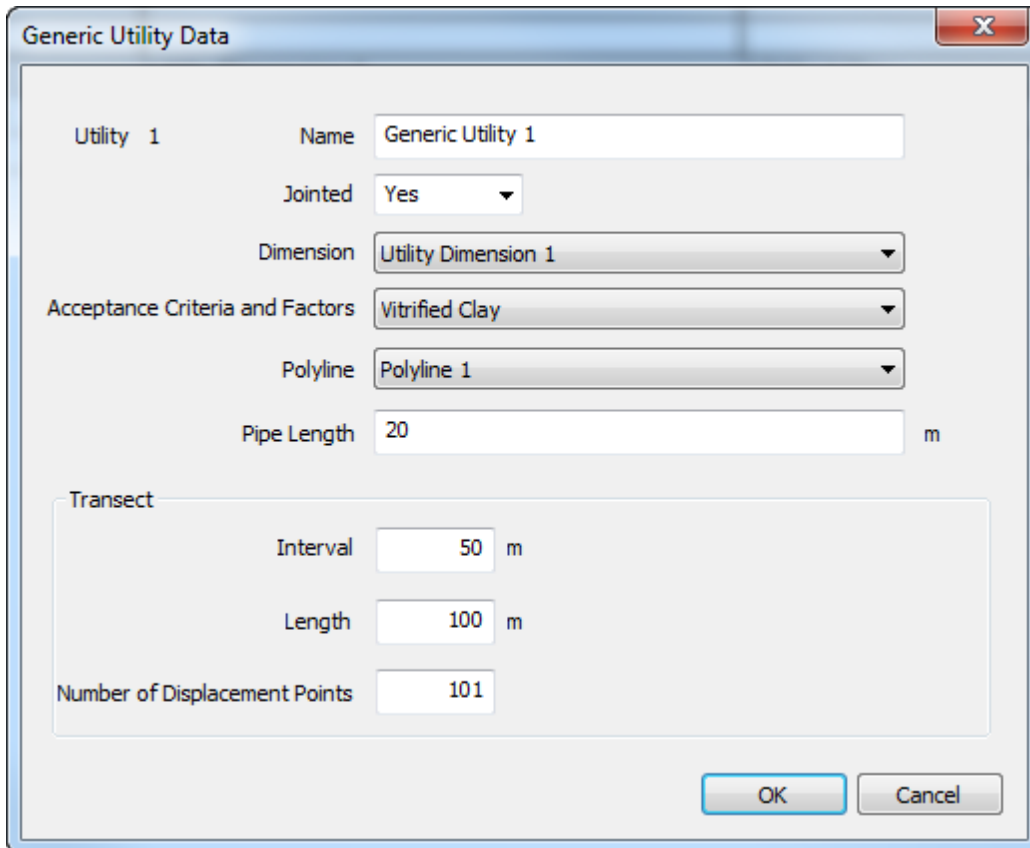 Generic Utility Data
Utility 1 Name Generic Utility 1
Jointed Yes
Dimension Utility Dimension 1
Acceptance Criteria and Factors Vitrified Clay
Polyline Polyline 1
Pipe Length 20 m
Transect
Interval 50 m
Length 100 m
Number of Displacement Points 101
OK Cancel